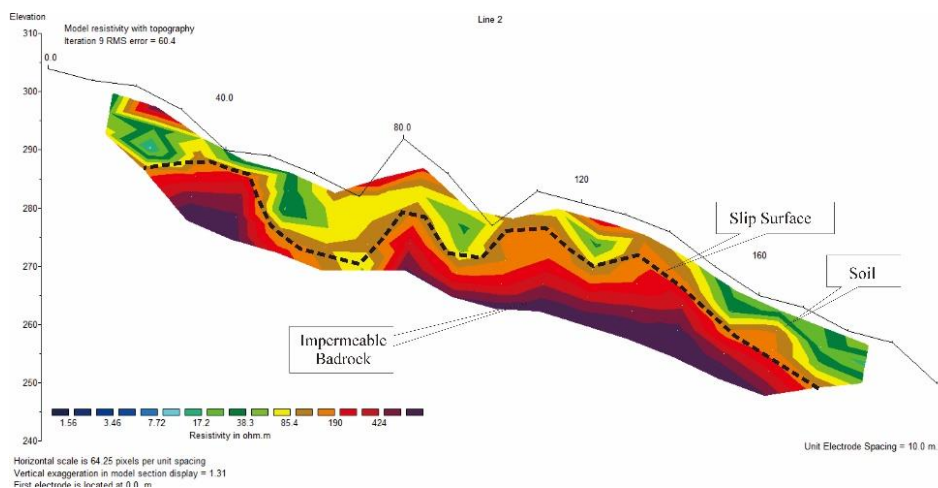 Elevation
Line 2
Model resistivity with topography
Iteration 9 RMS error = 60.4
310
0.0
300
40.0
290
80.0
280
120
270
160
260
250
240
Slip Surface
Soil
Impermeable
Badrock
1.56 3.46 7.72 17.2 38.3 85.4 190 424
Resistivity in ohm.m
Unit Electrode Spacing = 10.0 m.
Horizontal scale is 64.25 pixels per unit spacing
Vertical exaggeration in model section display = 1.31
First electrode is located at 0.0 m.